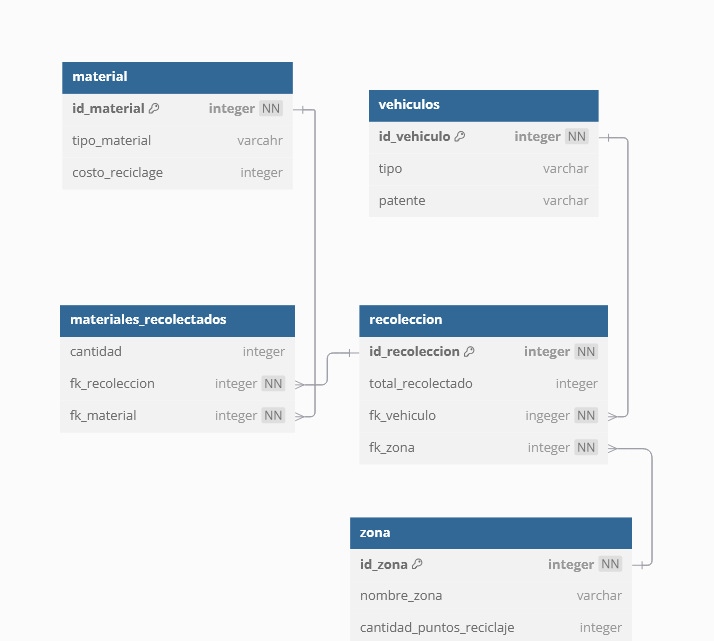 material
id_material integer NN
tipo_material varcahr
costo_reciclage integer
vehiculos
id_vehiculo integer NN
tipo varchar
patente varchar
materiales_recolectados
cantidad integer
fk_recoleccion integer NN
fk_material integer NN
recoleccion
id_recoleccion integer NN
total_recolectado integer
fk_vehiculo ingeger NN
fk_zona integer NN
zona
id_zona integer NN
nombre_zona varchar
cantidad_puntos_reciclaje integer